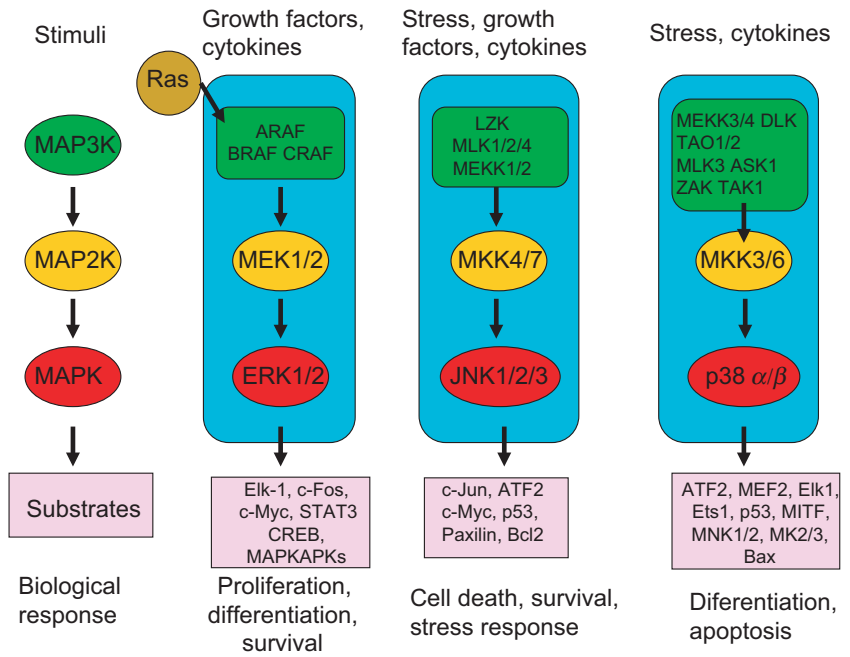 Stimuli
Growth factors,
cytokines
Stress, growth
factors, cytokines
Stress, cytokines
Ras
MAP3K
ARAF
BRAF CRAF
LZK
MLK1/2/4
MEKK1/2
MEKK3/4 DLK
TAO1/2
MLK3 ASK1
ZAK TAK1
MAP2K
MEK1/2
MKK4/7
MKK3/6
MAPK
ERK1/2
JNK1/2/3
p38 α/β
Substrates
Elk-1, c-Fos,
c-Myc, STAT3
CREB,
MAPKAPKs
c-Jun, ATF2
c-Myc, p53,
Paxilin, Bcl2
ATF2, MEF2, Elk1,
Ets1, p53, MITF,
MNK1/2, MK2/3,
Bax
Biological
response
Proliferation,
differentiation,
survival
Cell death, survival,
stress response
Diferentiation,
apoptosis